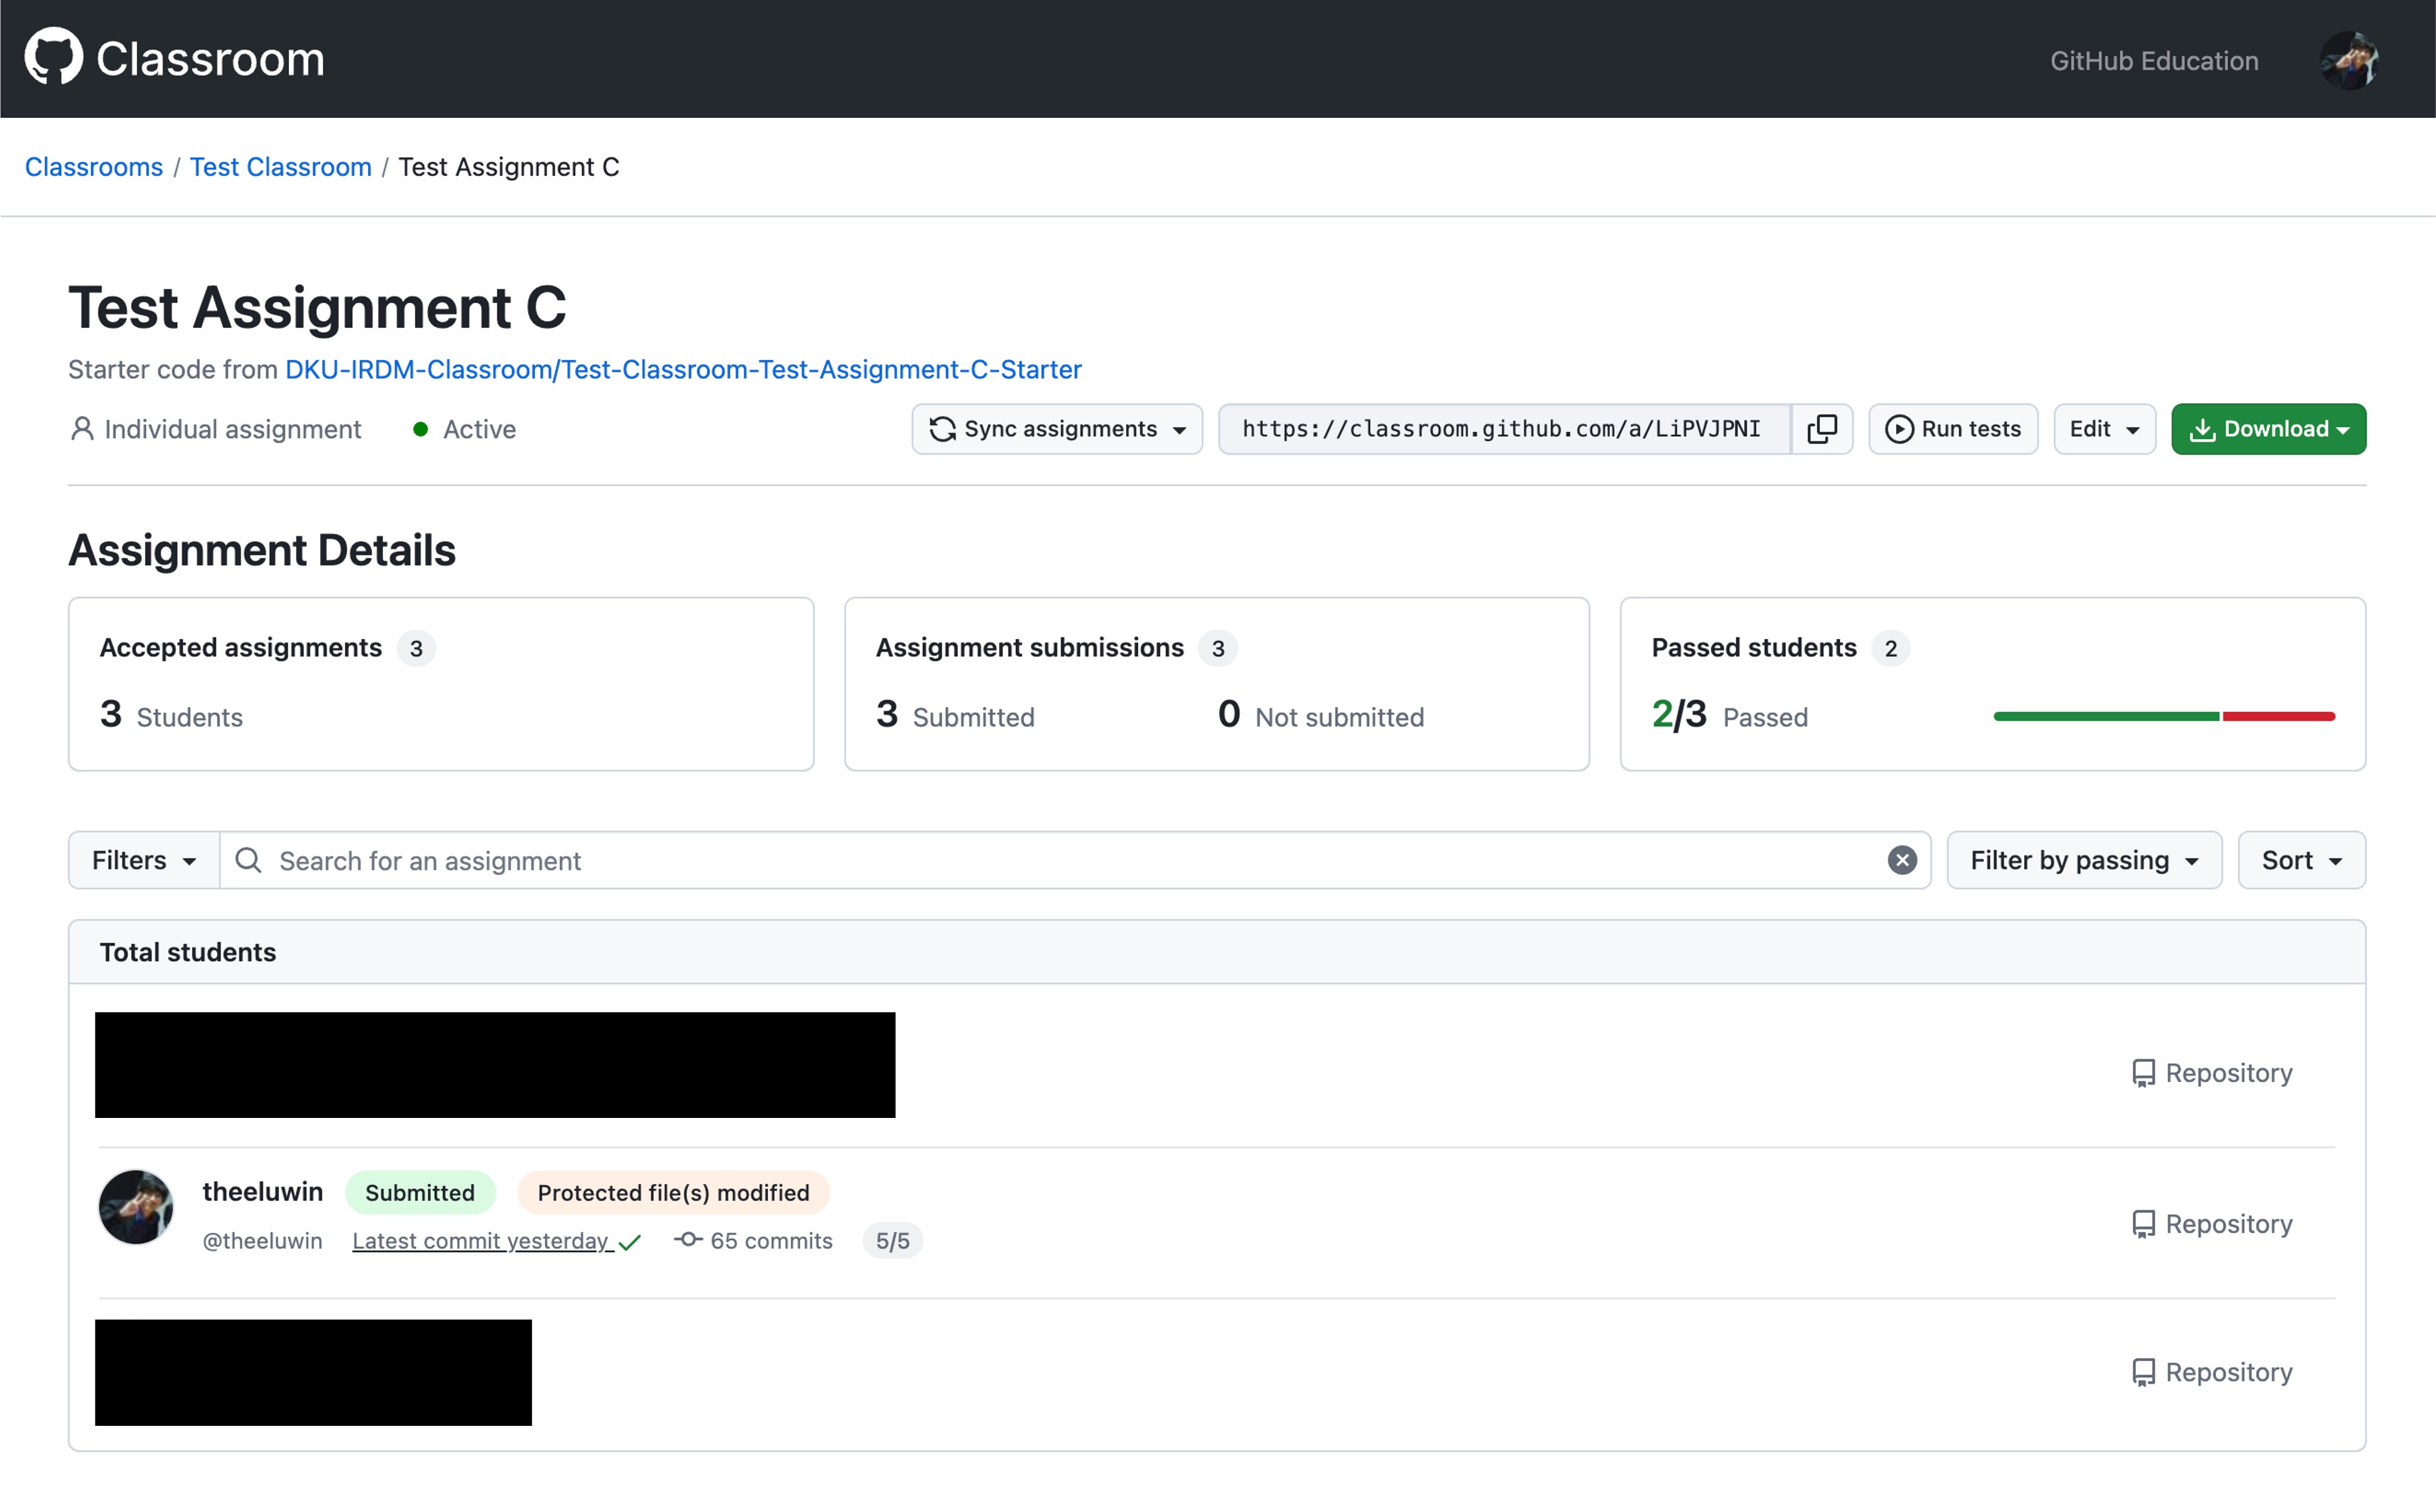 Classroom
GitHub Education
Classrooms / Test Classroom / Test Assignment C
Test Assignment C
Starter code from DKU-IRDM-Classroom/Test-Classroom-Test-Assignment-C-Starter
Individual assignment Active Sync assignments https://classroom.github.com/a/LiPVJPNI Run tests Edit Download
Assignment Details
Accepted assignments 3
3 Students
Assignment submissions 3
3 Submitted 0 Not submitted
Passed students 2
2/3 Passed
Filters Search for an assignment Filter by passing Sort
Total students
Repository
theeluwin Submitted Protected file(s) modified
@theeluwin Latest commit yesterday 65 commits 5/5
Repository
Repository